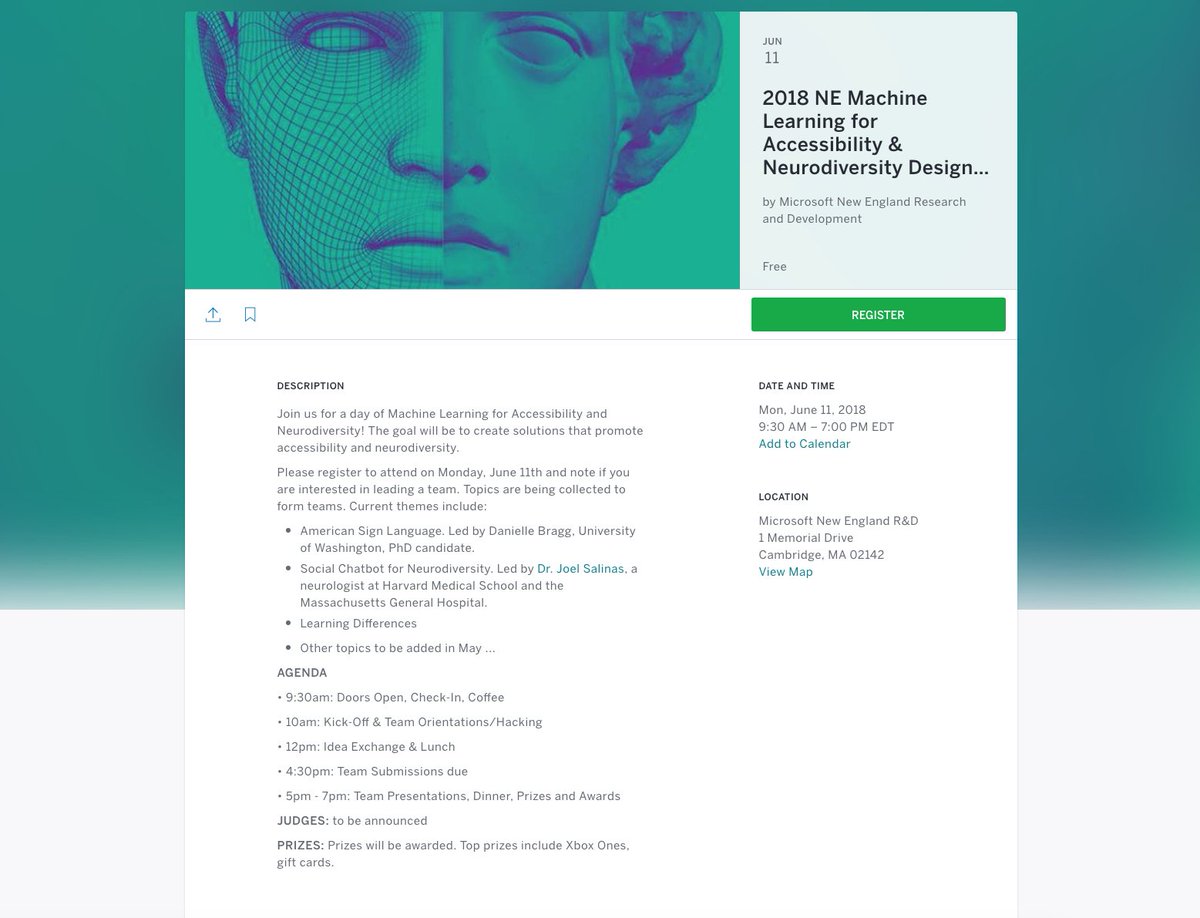 JUN
11
2018 NE Machine
Learning for
Accessibility &
Neurodiversity Design...
by Microsoft New England Research
and Development
Free
REGISTER
DESCRIPTION
Join us for a day of Machine Learning for Accessibility and
Neurodiversity! The goal will be to create solutions that promote
accessibility and neurodiversity.
Please register to attend on Monday, June 11th and note if you
are interested in leading a team. Topics are being collected to
form teams. Current themes include:
• American Sign Language. Led by Danielle Bragg, University
of Washington, PhD candidate.
• Social Chatbot for Neurodiversity. Led by Dr. Joel Salinas, a
neurologist at Harvard Medical School and the
Massachusetts General Hospital.
• Learning Differences
• Other topics to be added in May ...
AGENDA
• 9:30am: Doors Open, Check-In, Coffee
• 10am: Kick-Off & Team Orientations/Hacking
• 12pm: Idea Exchange & Lunch
• 4:30pm: Team Submissions due
• 5pm - 7pm: Team Presentations, Dinner, Prizes and Awards
JUDGES: to be announced
PRIZES: Prizes will be awarded. Top prizes include Xbox Ones,
gift cards.
DATE AND TIME
Mon, June 11, 2018
9:30 AM – 7:00 PM EDT
Add to Calendar
LOCATION
Microsoft New England R&D
1 Memorial Drive
Cambridge, MA 02142
View Map